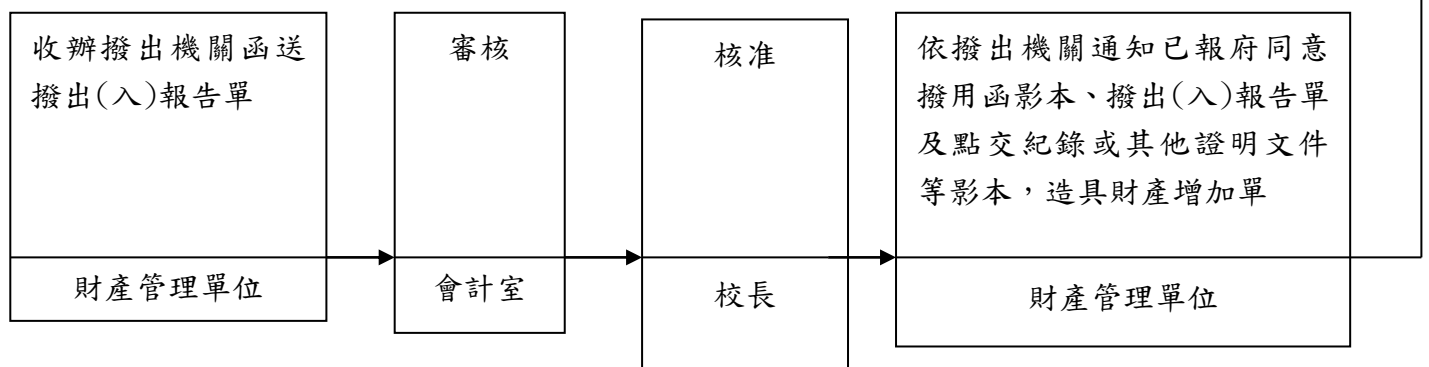 收辦撥出機關函送
撥出(入)報告單
財產管理單位
審核
會計室
核准
校長
依撥出機關通知已報府同意
撥用函影本、撥出(入)報告單
及點交紀錄或其他證明文件
等影本，造具財產增加單
財產管理單位